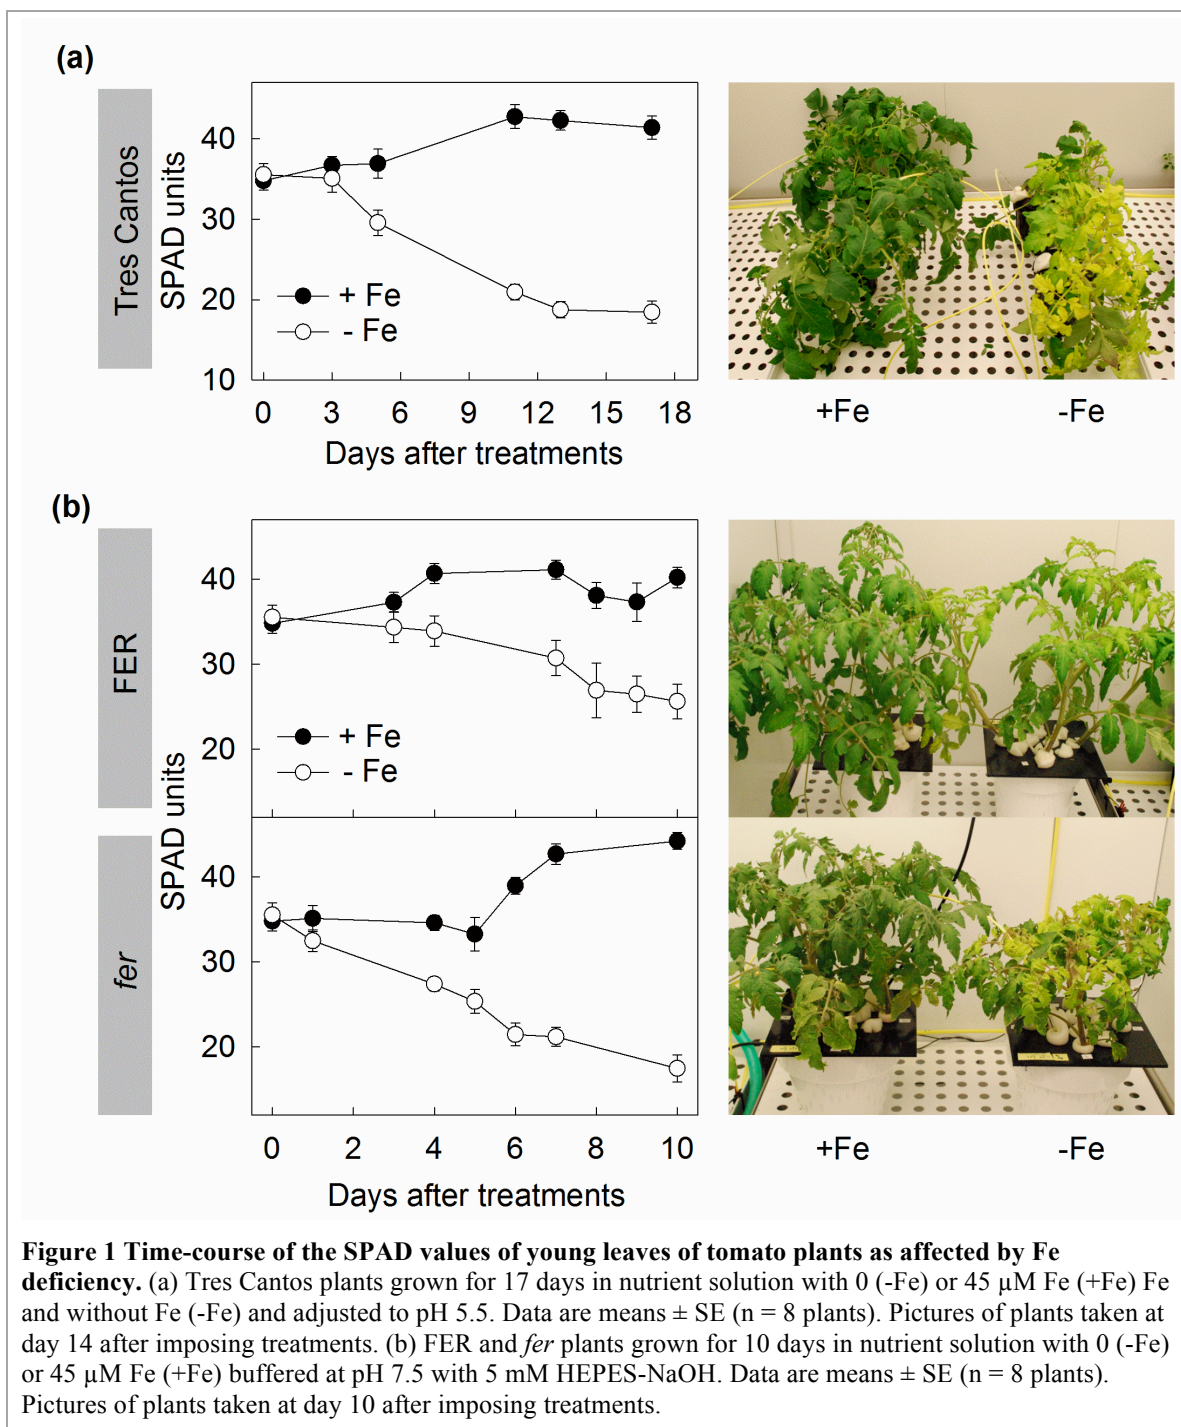 (a)
Tres Cantos
SPAD units
40
30
20
10
+ Fe
- Fe
0 3 6 9 12 15 18
Days after treatments
+Fe -Fe
(b)
FER
fer
SPAD units
40
30
20
+ Fe
- Fe
40
30
20
0 2 4 6 8 10
Days after treatments
+Fe -Fe
Figure 1 Time-course of the SPAD values of young leaves of tomato plants as affected by Fe
deficiency. (a) Tres Cantos plants grown for 17 days in nutrient solution with 0 (-Fe) or 45 µM Fe (+Fe) Fe
and without Fe (-Fe) and adjusted to pH 5.5. Data are means ± SE (n = 8 plants). Pictures of plants taken at
day 14 after imposing treatments. (b) FER and fer plants grown for 10 days in nutrient solution with 0 (-Fe)
or 45 µM Fe (+Fe) buffered at pH 7.5 with 5 mM HEPES-NaOH. Data are means ± SE (n = 8 plants).
Pictures of plants taken at day 10 after imposing treatments.